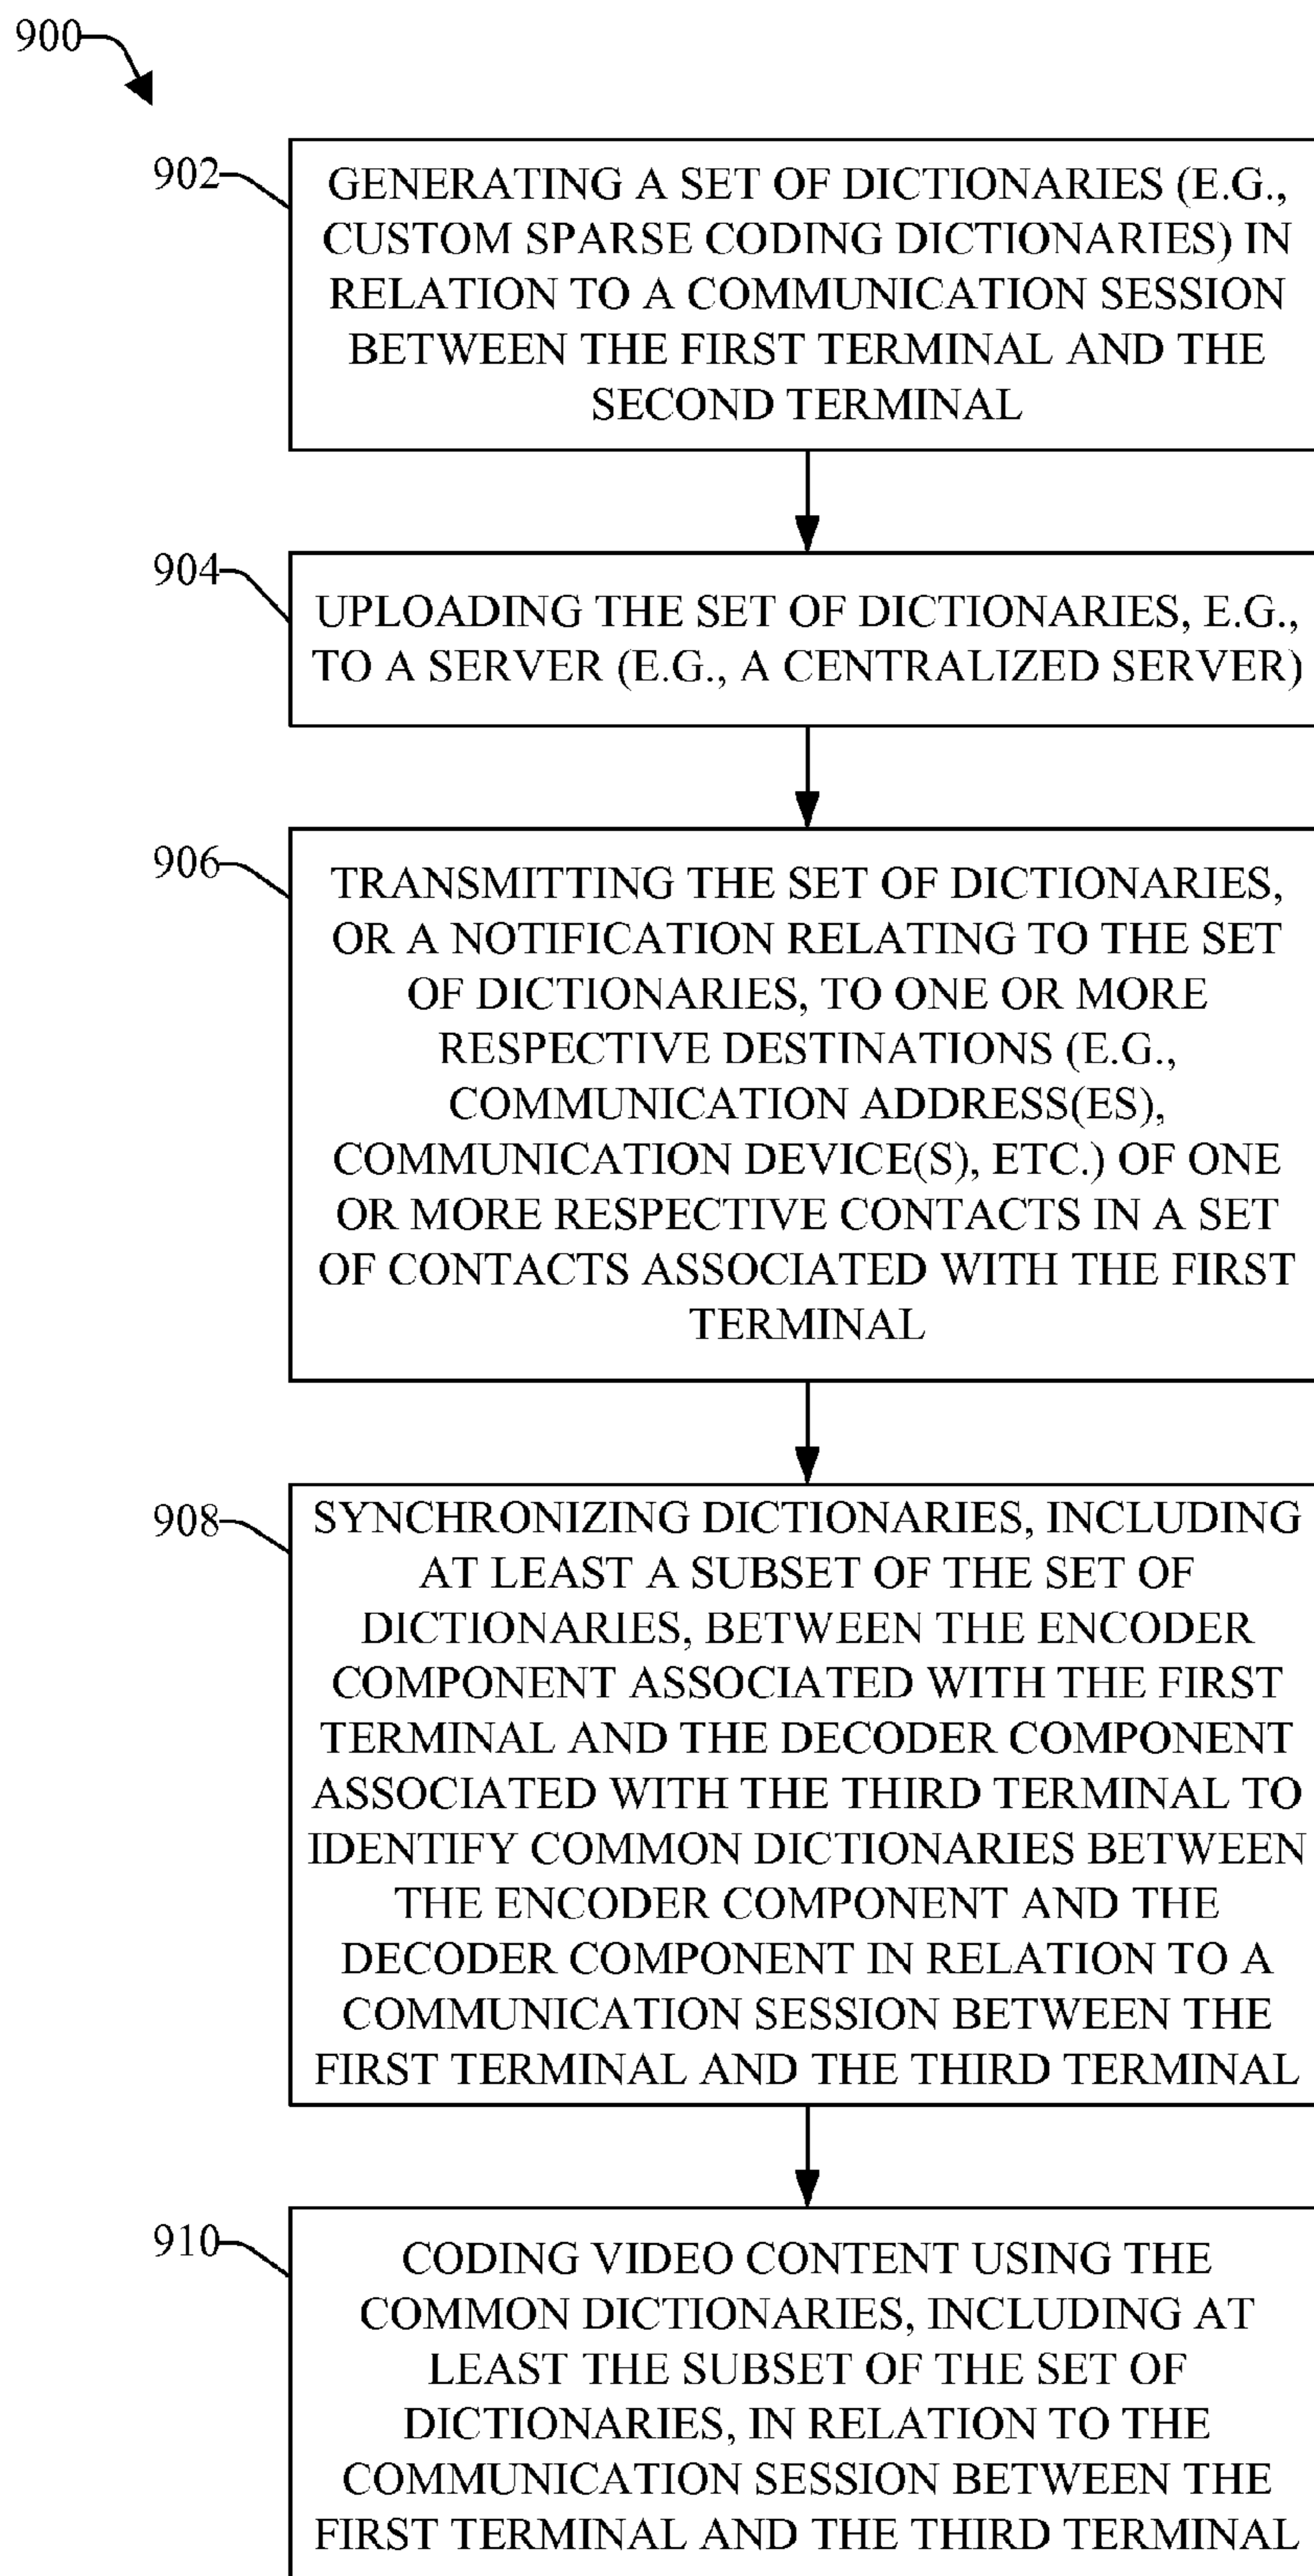 900
902
GENERATING A SET OF DICTIONARIES (E.G.,
CUSTOM SPARSE CODING DICTIONARIES) IN
RELATION TO A COMMUNICATION SESSION
BETWEEN THE FIRST TERMINAL AND THE
SECOND TERMINAL
904
UPLOADING THE SET OF DICTIONARIES, E.G.,
TO A SERVER (E.G., A CENTRALIZED SERVER)
906
TRANSMITTING THE SET OF DICTIONARIES,
OR A NOTIFICATION RELATING TO THE SET
OF DICTIONARIES, TO ONE OR MORE
RESPECTIVE DESTINATIONS (E.G.,
COMMUNICATION ADDRESS(ES),
COMMUNICATION DEVICE(S), ETC.) OF ONE
OR MORE RESPECTIVE CONTACTS IN A SET
OF CONTACTS ASSOCIATED WITH THE FIRST
TERMINAL
908
SYNCHRONIZING DICTIONARIES, INCLUDING
AT LEAST A SUBSET OF THE SET OF
DICTIONARIES, BETWEEN THE ENCODER
COMPONENT ASSOCIATED WITH THE FIRST
TERMINAL AND THE DECODER COMPONENT
ASSOCIATED WITH THE THIRD TERMINAL TO
IDENTIFY COMMON DICTIONARIES BETWEEN
THE ENCODER COMPONENT AND THE
DECODER COMPONENT IN RELATION TO A
COMMUNICATION SESSION BETWEEN THE
FIRST TERMINAL AND THE THIRD TERMINAL
910
CODING VIDEO CONTENT USING THE
COMMON DICTIONARIES, INCLUDING AT
LEAST THE SUBSET OF THE SET OF
DICTIONARIES, IN RELATION TO THE
COMMUNICATION SESSION BETWEEN THE
FIRST TERMINAL AND THE THIRD TERMINAL